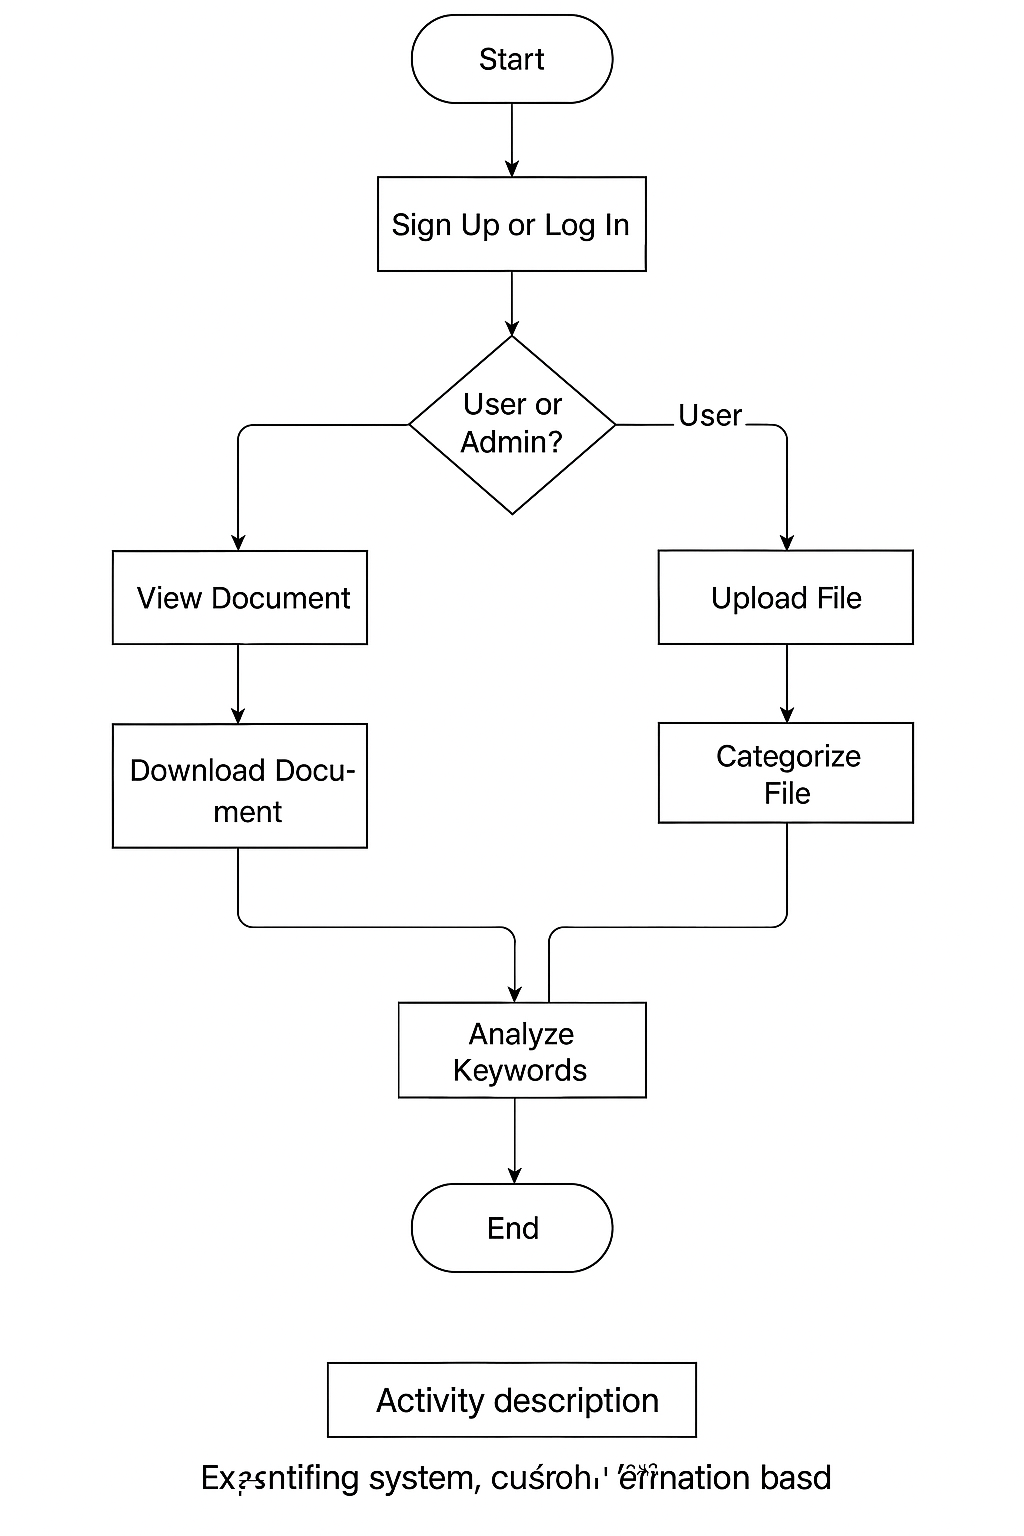 Start
Sign Up or Log In
User or
Admin?
User
View Document
Upload File
Download Docu-
ment
Categorize
File
Analyze
Keywords
End
Activity description
system, basd